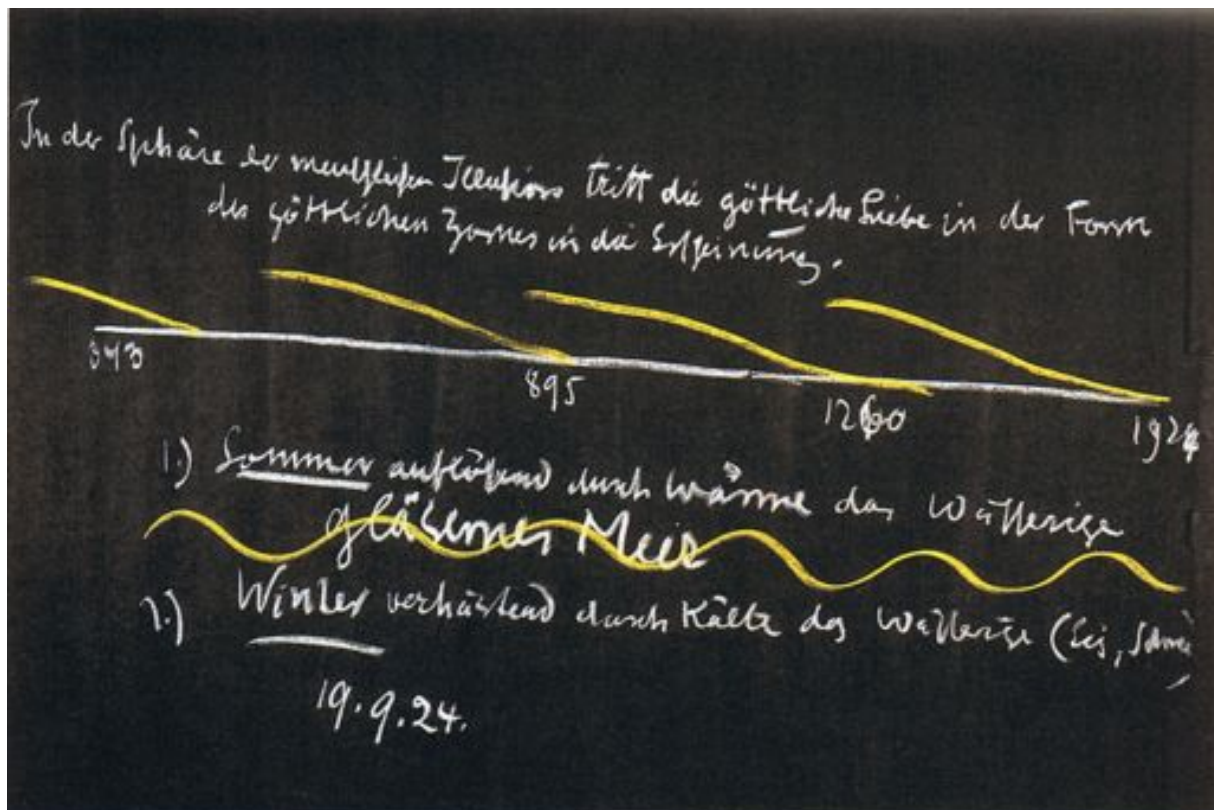 In der Sphäre der menschlichen Illusions tritt die göttliche Liebe in der Form
des göttlichen Zornes in die Erscheinung.
895
1260
1924
1.) Sommer auflösend durch Wärme das Wässerige
gläsernes Meer
2.) Winter verhärtend durch Kälte das Wässerige (Eis, Schnee)
19.9.24.